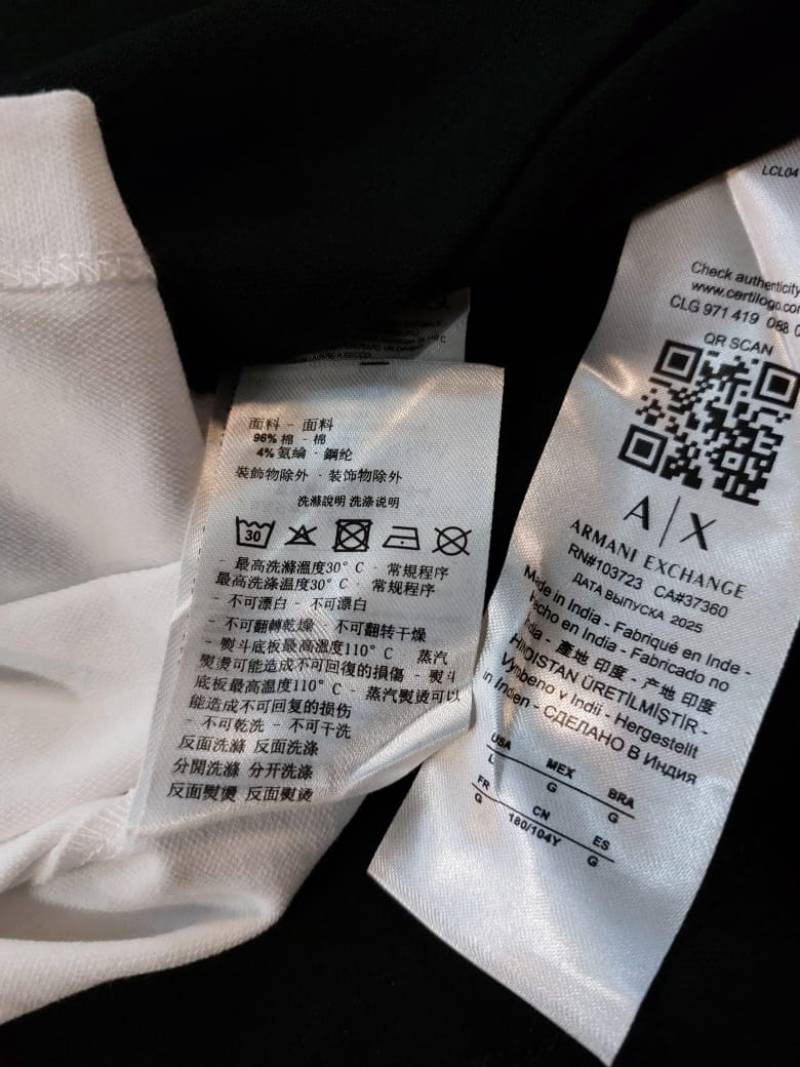 面料 - 面料
96% 棉 - 棉
4% 氨綸 - 鋼纶
裝飾物除外 · 装饰物除外
洗滌說明 洗涤说明
30
- 最高洗滌溫度30° C · 常規程序
最高洗涤温度30° C · 常規程序
- 不可漂白 - 不可漂白
- 不可翻轉乾燥 - 不可翻转干燥
- 熨斗底板最高溫度110° C 蒸汽
熨燙可能造成不可回復的損傷 - 熨斗
底板最高温度110° C - 蒸汽熨烫可以
能造成不可回复的损伤
- 不可乾洗 - 不可干洗
反面洗滌 反面洗涤
分開洗滌 分开洗涤
反面熨燙 反面熨烫
LCL04
Check authenticity
www.certilogo.com
CLG 971 419 068
QR SCAN
A|X
ARMANI EXCHANGE
RN#103723 CA#37360
ДАТА ВЫПУСКА 2025
Made in India - Fabriqué en Inde -
Hecho en India - Fabricado no
India - 產地 印度 - 产地 印度
HINDISTAN ÜRETİLMİŞTİR -
Vyrobeno v Indii - Hergestellt
in Indien - СДЕЛАНО В Индия
USA MEX BRA
L G G
FR CN ES
G 180/104Y G